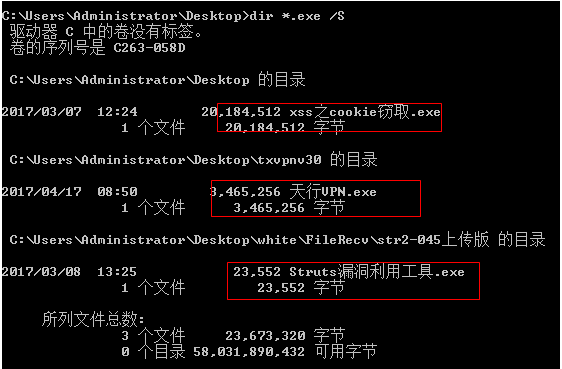 C:\Users\Administrator\Desktop>dir *.exe /S
驱动器 C 中的卷没有标签。
卷的序列号是 C263-058D
C:\Users\Administrator\Desktop 的目录
2017/03/07 12:24 20,184,512 xss之cookie窃取.exe
1 个文件 20,184,512 字节
C:\Users\Administrator\Desktop\txvpnv30 的目录
2017/04/17 08:50 3,465,256 天行VPN.exe
1 个文件 3,465,256 字节
C:\Users\Administrator\Desktop\white\FileRecv\str2-045上传版 的目录
2017/03/08 13:25 23,552 Struts漏洞利用工具.exe
1 个文件 23,552 字节
所列文件总数:
3 个文件 23,673,320 字节
0 个目录 58,031,890,432 可用字节